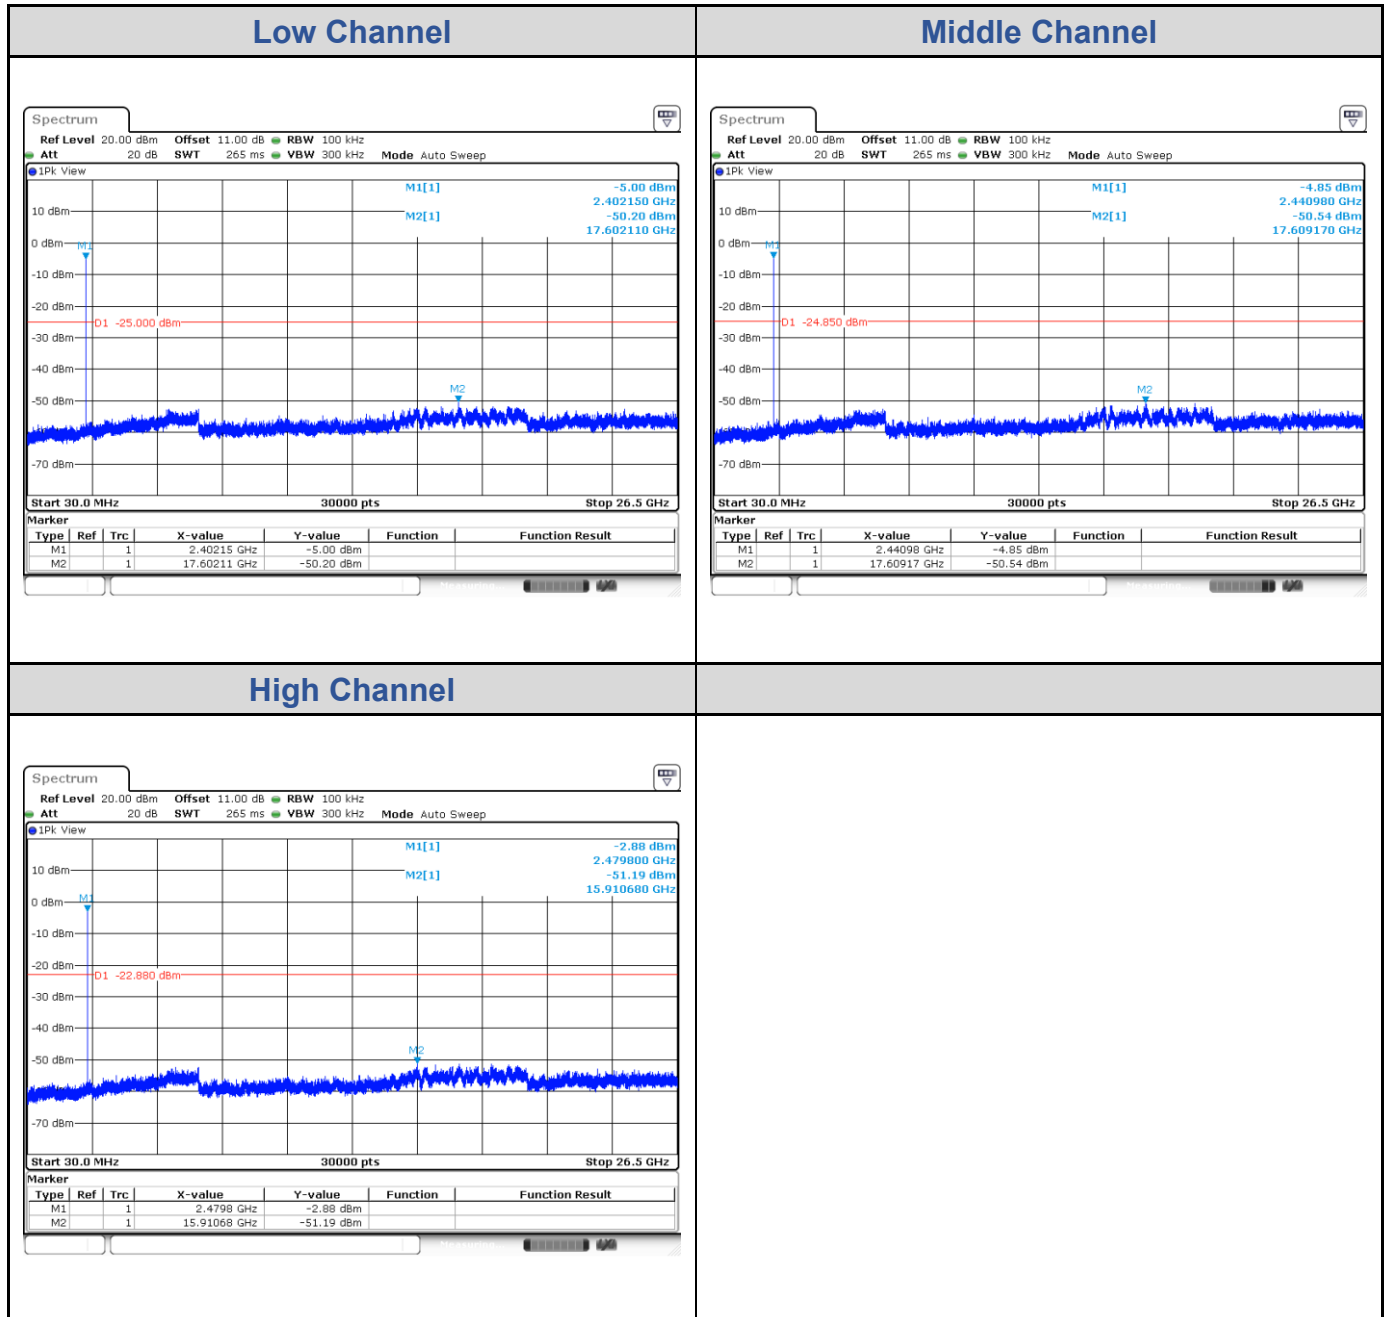 Low Channel
Middle Channel
Spectrum
Ref Level 20.00 dBm Offset 11.00 dB RBW 100 kHz
Att 20 dB SWT 265 ms VBW 300 kHz Mode Auto Sweep
1Pk View
M1[1] -5.00 dBm
2.402150 GHz
M2[1] -50.20 dBm
17.602110 GHz
10 dBm
0 dBm
M1
-10 dBm
-20 dBm
D1 -25.000 dBm
-30 dBm
-40 dBm
M2
-50 dBm
-70 dBm
Start 30.0 MHz 30000 pts Stop 26.5 GHz
Marker
Type Ref Trc X-value Y-value Function Function Result
M1 1 2.40215 GHz -5.00 dBm
M2 1 17.60211 GHz -50.20 dBm
Spectrum
Ref Level 20.00 dBm Offset 11.00 dB RBW 100 kHz
Att 20 dB SWT 265 ms VBW 300 kHz Mode Auto Sweep
1Pk View
M1[1] -4.85 dBm
2.440980 GHz
M2[1] -50.54 dBm
17.609170 GHz
10 dBm
0 dBm
M1
-10 dBm
-20 dBm
D1 -24.850 dBm
-30 dBm
-40 dBm
M2
-50 dBm
-70 dBm
Start 30.0 MHz 30000 pts Stop 26.5 GHz
Marker
Type Ref Trc X-value Y-value Function Function Result
M1 1 2.44098 GHz -4.85 dBm
M2 1 17.60917 GHz -50.54 dBm
High Channel
Spectrum
Ref Level 20.00 dBm Offset 11.00 dB RBW 100 kHz
Att 20 dB SWT 265 ms VBW 300 kHz Mode Auto Sweep
1Pk View
M1[1] -2.88 dBm
2.479800 GHz
M2[1] -51.19 dBm
15.910680 GHz
10 dBm
0 dBm
M1
-10 dBm
-20 dBm
D1 -22.880 dBm
-30 dBm
-40 dBm
M2
-50 dBm
-70 dBm
Start 30.0 MHz 30000 pts Stop 26.5 GHz
Marker
Type Ref Trc X-value Y-value Function Function Result
M1 1 2.4798 GHz -2.88 dBm
M2 1 15.91068 GHz -51.19 dBm